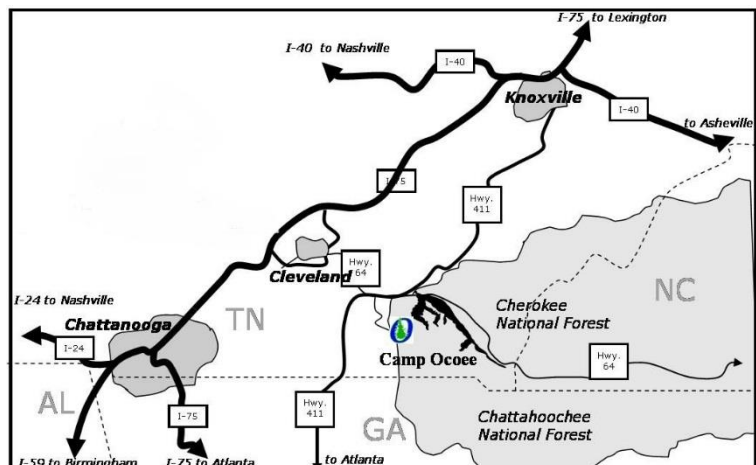 I-75 to Lexington
I-40 to Nashville
I-40
Knoxville
I-40
to Asheville
I-75
Hwy.
411
Cleveland
Hwy.
64
I-24 to Nashville
TN
NC
Chattanooga
Cherokee
National Forest
I-24
Camp Ocoee
Hwy.
64
AL
I-75
Hwy.
411
GA
Chattahoochee
National Forest
I-59 to Birmingham
I-75 to Atlanta
to Atlanta